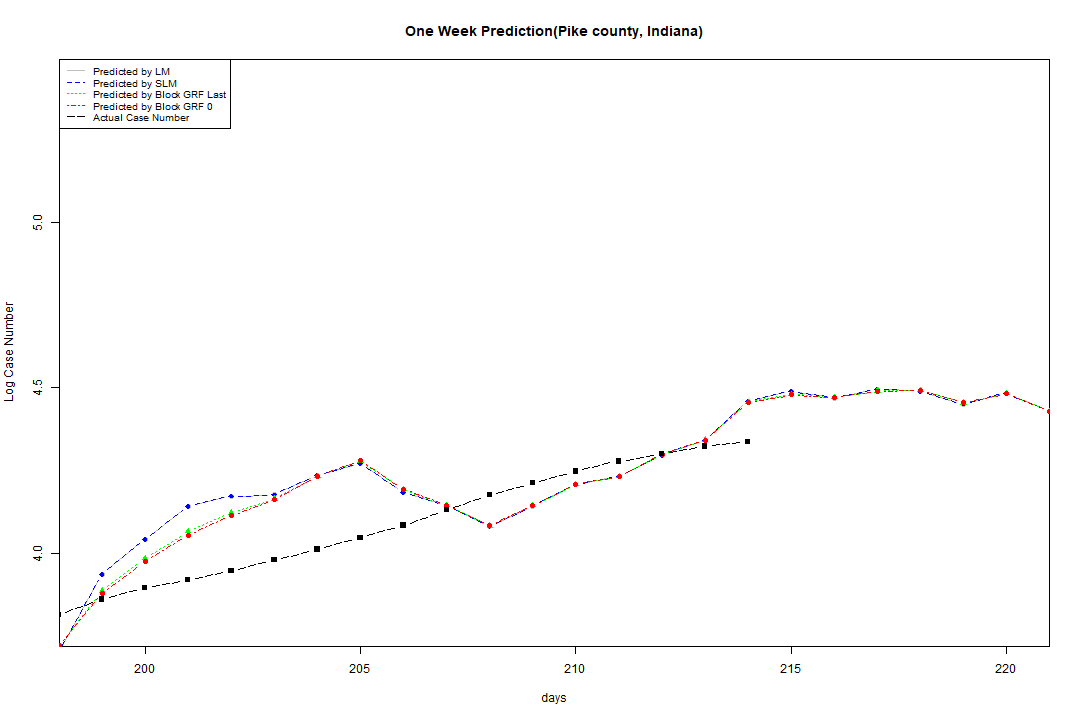 One Week Prediction(Pike county, Indiana)
Predicted by LM
Predicted by SLM
Predicted by Block GRF Last
Predicted by Block GRF 0
Actual Case Number
5.0
4.5
4.0
Log Case Number
200 205 210 215 220
days